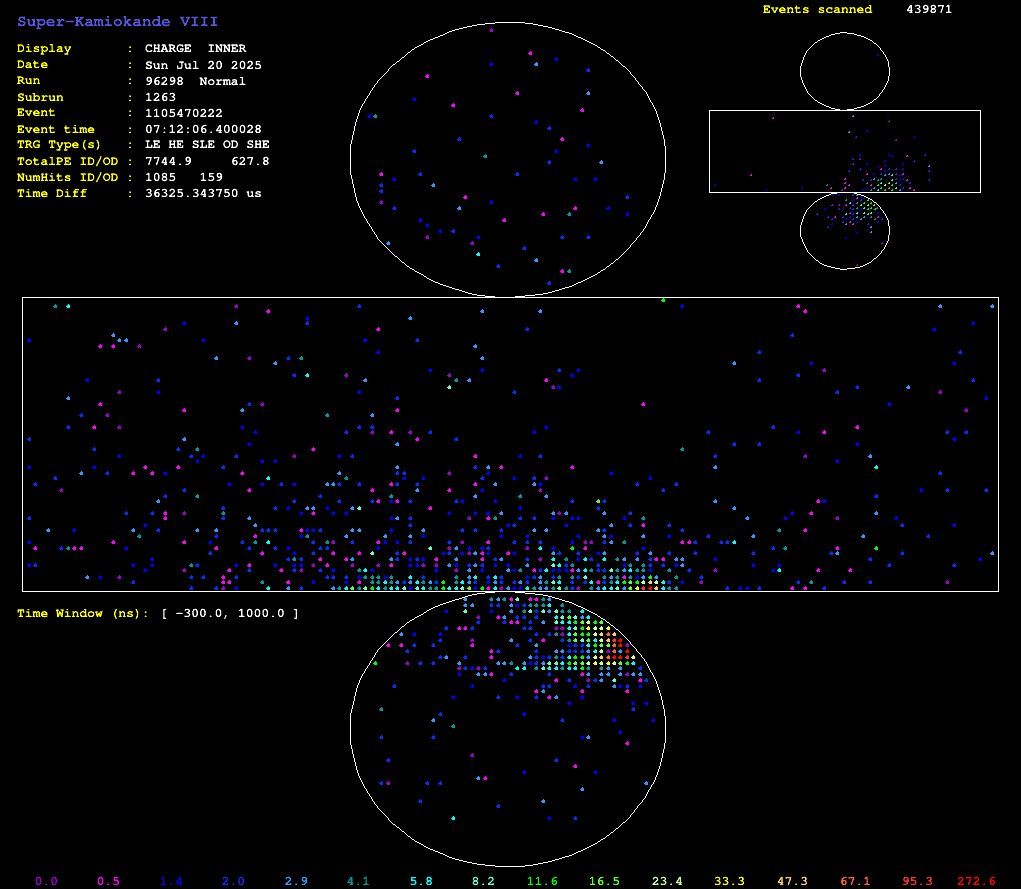 Super-Kamiokande VIII
Events scanned 439871
Display : CHARGE INNER
Date : Sun Jul 20 2025
Run : 96298 Normal
Subrun : 1263
Event : 1105470222
Event time : 07:12:06.400028
TRG Type(s) : LE HE SLE OD SHE
TotalPE ID/OD : 7744.9 627.8
NumHits ID/OD : 1085 159
Time Diff : 36325.343750 us
Time Window (ns): [ -300.0, 1000.0 ]
0.0 0.5 1.4 2.0 2.9 4.1 5.8 8.2 11.6 16.5 23.4 33.3 47.3 67.1 95.3 272.6